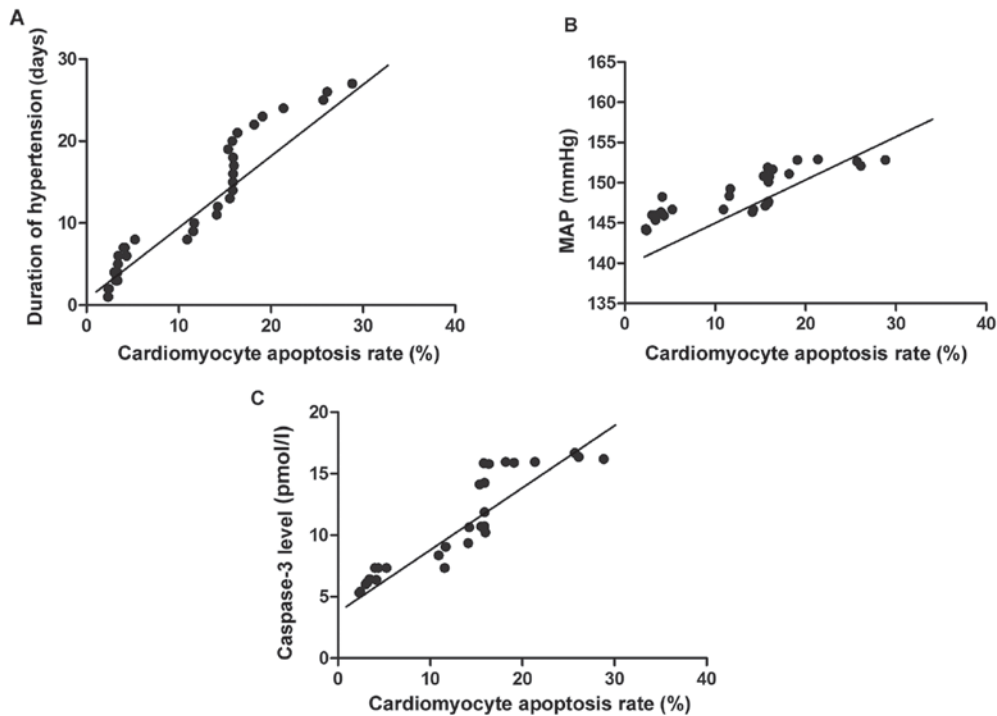 A
Duration of hypertension (days)
30
20
10
0
0 10 20 30 40
Cardiomyocyte apoptosis rate (%)
B
MAP (mmHg)
165
160
155
150
145
140
135
0 10 20 30 40
Cardiomyocyte apoptosis rate (%)
C
Caspase-3 level (pmol/l)
20
15
10
5
0
0 10 20 30 40
Cardiomyocyte apoptosis rate (%)